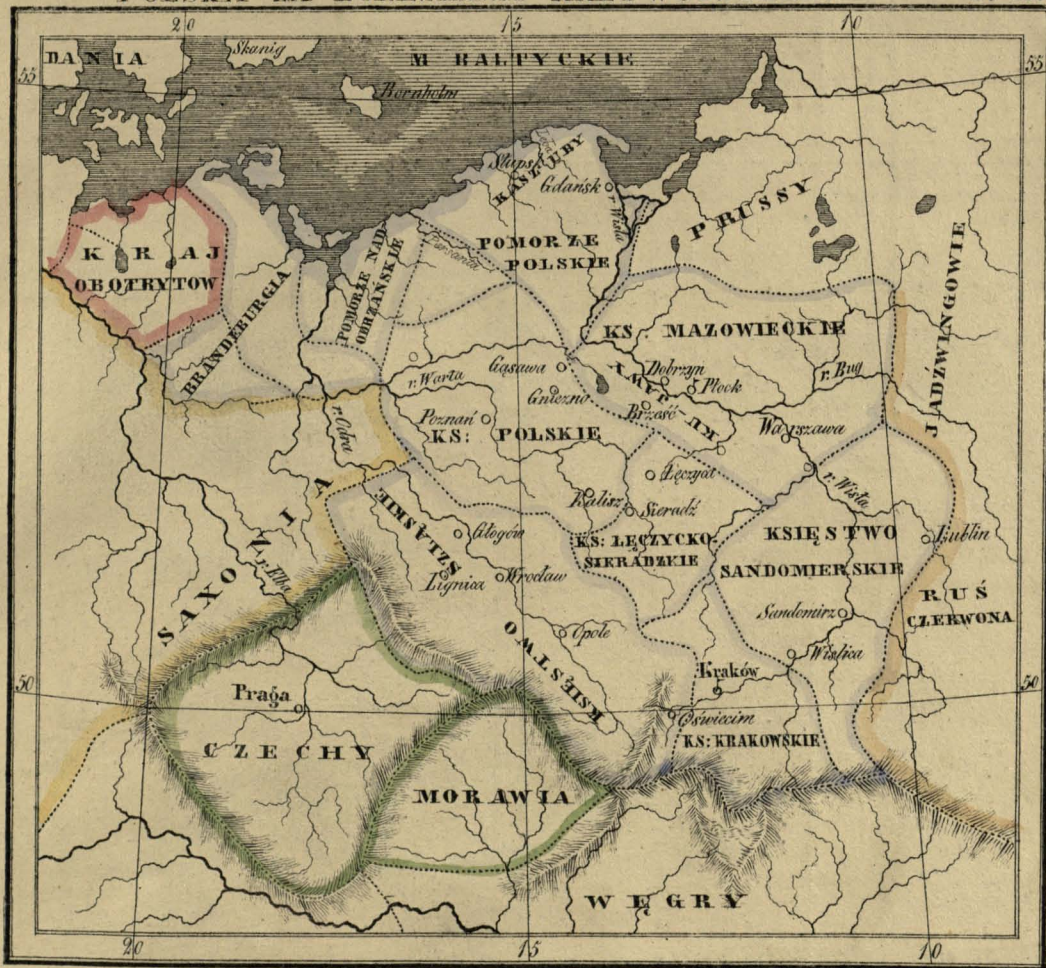 20 15 10
DANIA
Skanig
M BALTYCKIE
55 55
Bornholm
Słupsk
KASZUBY
Gdańsk
r. Wisła
PRUSSY
KRAJ
OBOTRYTOW
POMORZE NAD-
ODRZAŃSKIE
POMORZE
POLSKIE
BRANDEBURGIA
KS: MAZOWIECKIE
JADŹWINGOWIE
r. Warta
Gąsawa
Dobrzyn
Płock
r. Bug
Gniezno
Brześć
KUJAWY
Poznań
KS: POLSKIE
Warszawa
r. Odra
Łęczyca
r. Wisła
Kalisz
Sieradź
SAXONIA
r. Elba
Głogów
KS: ŁĘCZYCKO-
SIERADZKIE
KSIĘSTWO
SANDOMIERSKIE
Lublin
Lignica
Wrocław
KSIĘSTWO
SZLĄSKIE
RUŚ
CZERWONA
Sandomirz
Opole
Wiślica
Kraków
50 50
Praga
Oświecim
CZECHY
KS: KRAKOWSKIE
MORAWIA
WĘGRY
20 15 10